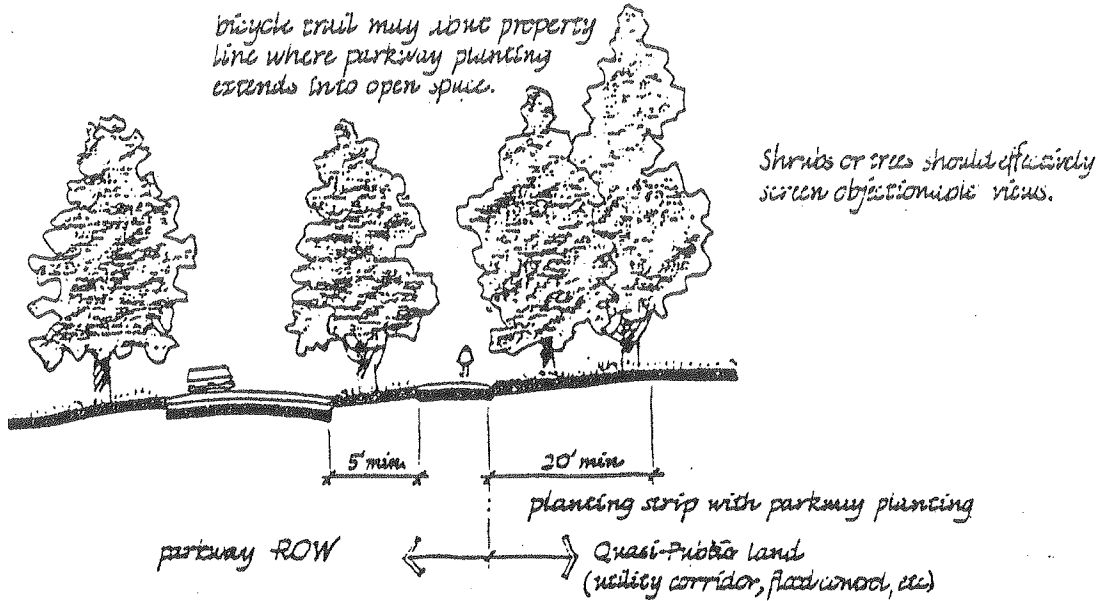 bicycle trail may abut property
line where parkway planting
extends into open space.
Shrubs or trees should effectively
screen objectionable views.
5' min.
20' min
planting strip with parkway planting
parkway ROW
Quasi-Public land
(utility corridor, flood control, etc)